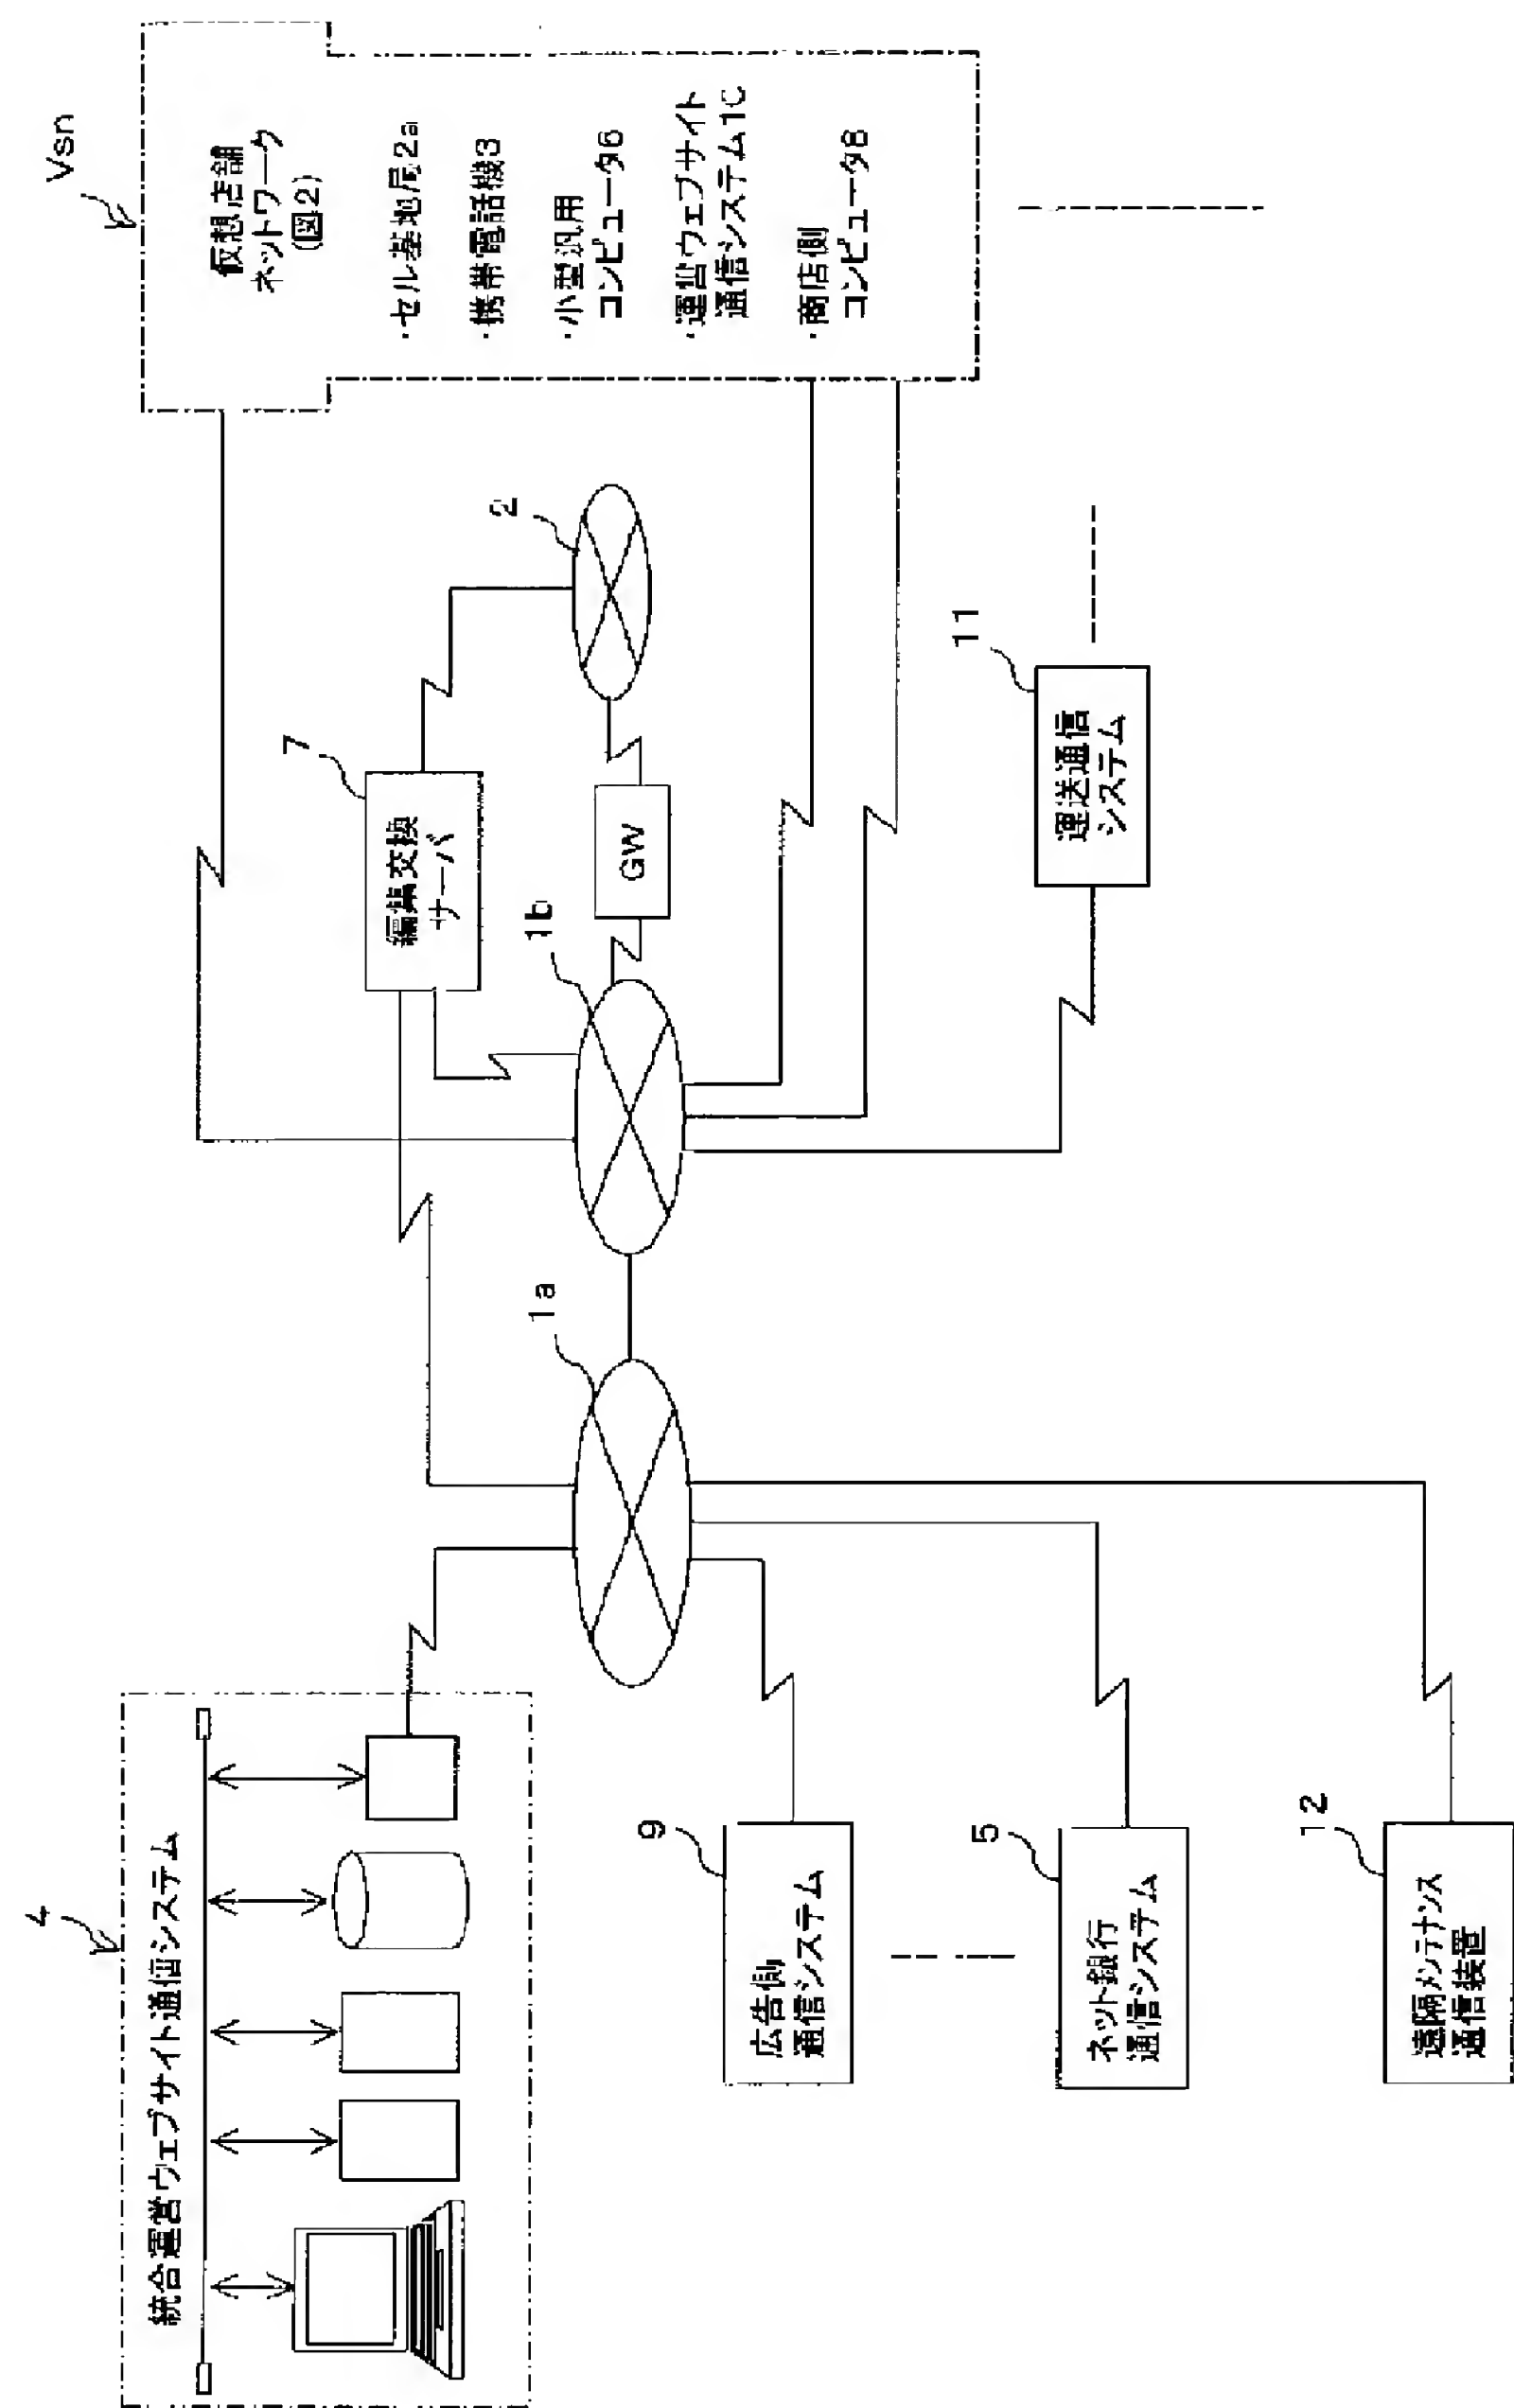 Vsn
仮想店舗
ネットワーク
(図2)
・セル基地局2a
・携帯電話機3
・小型汎用
コンピュータ6
・運営ウェブサイト
通信システム1C
・商店側
コンピュータ8
2
7
編集交換
サーバ
GW
1b
11
運送通信
システム
1a
4
統合運営ウェブサイト通信システム
9
広告側
通信システム
5
ネット銀行
通信システム
12
遠隔メンテナンス
通信装置